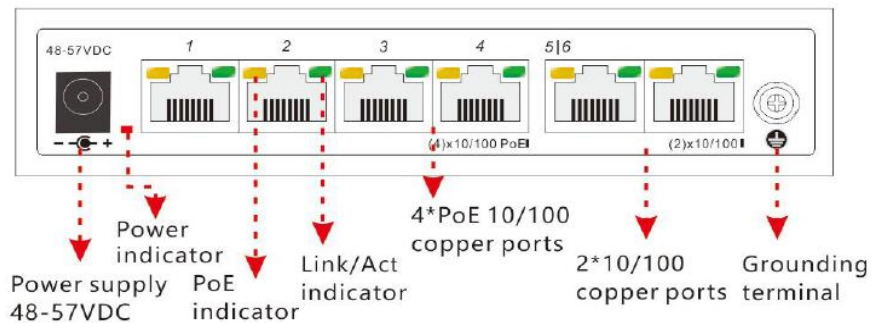 48-57VDC
1
2
3
4
5|6
- +
(4)x10/100 PoE
(2)x10/100
Power
indicator
Power supply
48-57VDC
PoE
indicator
Link/Act
indicator
4*PoE 10/100
copper ports
2*10/100
copper ports
Grounding
terminal